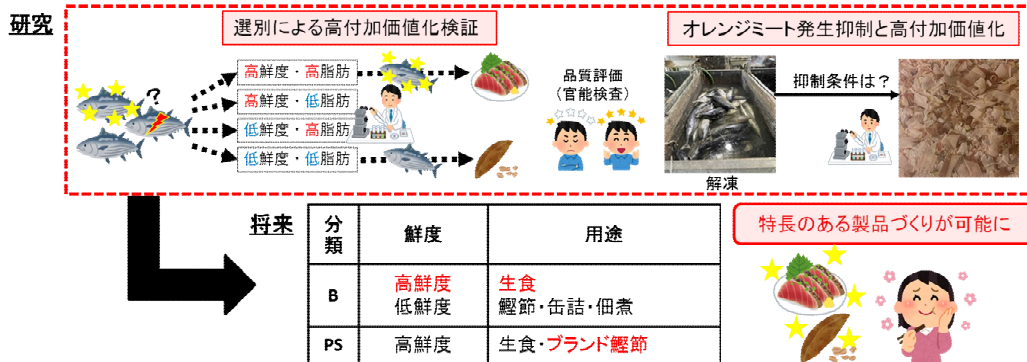 研究
選別による高付加価値化検証
オレンジミート発生抑制と高付加価値化
?
高鮮度・高脂肪
高鮮度・低脂肪
低鮮度・高脂肪
低鮮度・低脂肪
品質評価
(官能検査)
抑制条件は？
解凍
将来
分類 鮮度 用途
B 高鮮度 生食
低鮮度 鰹節・缶詰・佃煮
PS 高鮮度 生食・ブランド鰹節
特長のある製品づくりが可能に